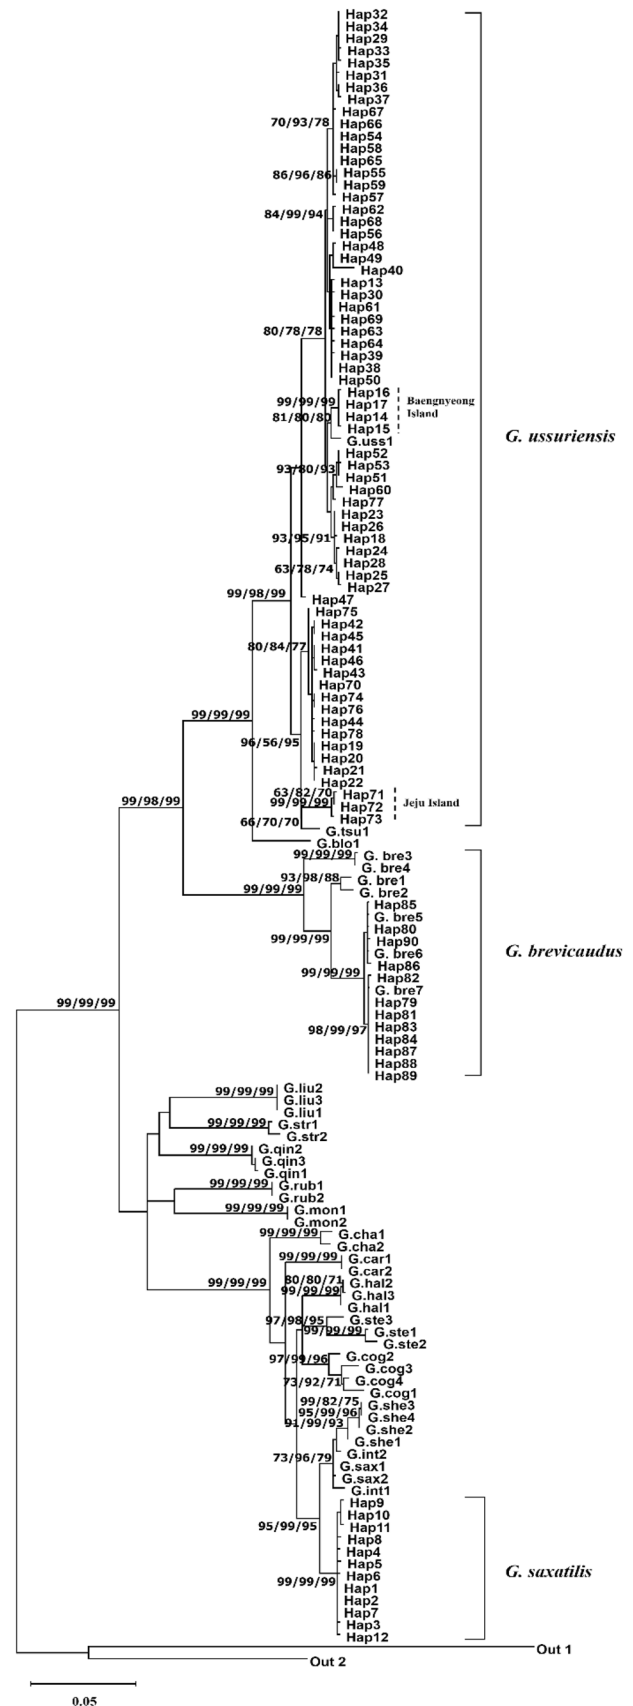 Hap32
Hap34
Hap29
Hap33
Hap35
Hap31
Hap36
Hap37
Hap67
70/93/78
Hap66
Hap54
Hap58
Hap65
86/96/86
Hap55
Hap59
Hap57
84/99/94
Hap62
Hap68
Hap56
Hap48
Hap49
Hap40
Hap13
Hap30
Hap61
Hap69
80/78/78
Hap63
Hap64
Hap39
Hap38
Hap50
Hap16
99/99/99
Hap17
Baengnyeong
Island
81/80/80
Hap14
Hap15
G.uss1
G. ussuriensis
Hap52
93/80/93
Hap53
Hap51
Hap60
Hap77
Hap23
Hap26
93/95/91
Hap18
Hap24
Hap28
63/78/74
Hap25
Hap27
99/98/99
Hap47
Hap75
Hap42
Hap45
80/84/77
Hap41
Hap46
Hap43
Hap70
Hap74
Hap76
99/99/99
Hap44
Hap78
96/56/95
Hap19
Hap20
Hap21
Hap22
63/82/70
Hap71
99/98/99
99/99/99
Hap72
Jeju Island
Hap73
66/70/70
G.tsu1
G.blo1
99/99/99
G. bre3
G. bre4
93/98/88
G. bre1
99/99/99
G. bre2
Hap85
G. bre5
Hap80
99/99/99
Hap90
G. bre6
G. brevicaudus
Hap86
99/99/99
Hap82
G. bre7
Hap79
99/99/99
Hap81
98/99/97
Hap83
Hap84
Hap87
Hap88
Hap89
99/99/99
G.liu2
G.liu3
G.liu1
99/99/99
G.str1
G.str2
99/99/99
G.qin2
G.qin3
G.qin1
99/99/99
G.rub1
G.rub2
99/99/99
G.mon1
G.mon2
99/99/99
G.cha1
G.cha2
99/99/99
G.car1
G.car2
80/80/71
G.hal2
99/99/99
99/99/99
G.hal3
G.hal1
97/98/95
G.ste3
99/99/99
G.ste1
G.ste2
97/99/96
G.cog2
G.cog3
73/92/71
G.cog4
G.cog1
99/82/75
G.she3
95/99/96
G.she4
91/99/93
G.she2
G.she1
73/96/79
G.int2
G.sax1
G.sax2
G.int1
Hap9
Hap10
95/99/95
Hap11
Hap8
Hap4
Hap5
G. saxatilis
99/99/99
Hap6
Hap1
Hap2
Hap7
Hap3
Hap12
Out 1
Out 2
0.05